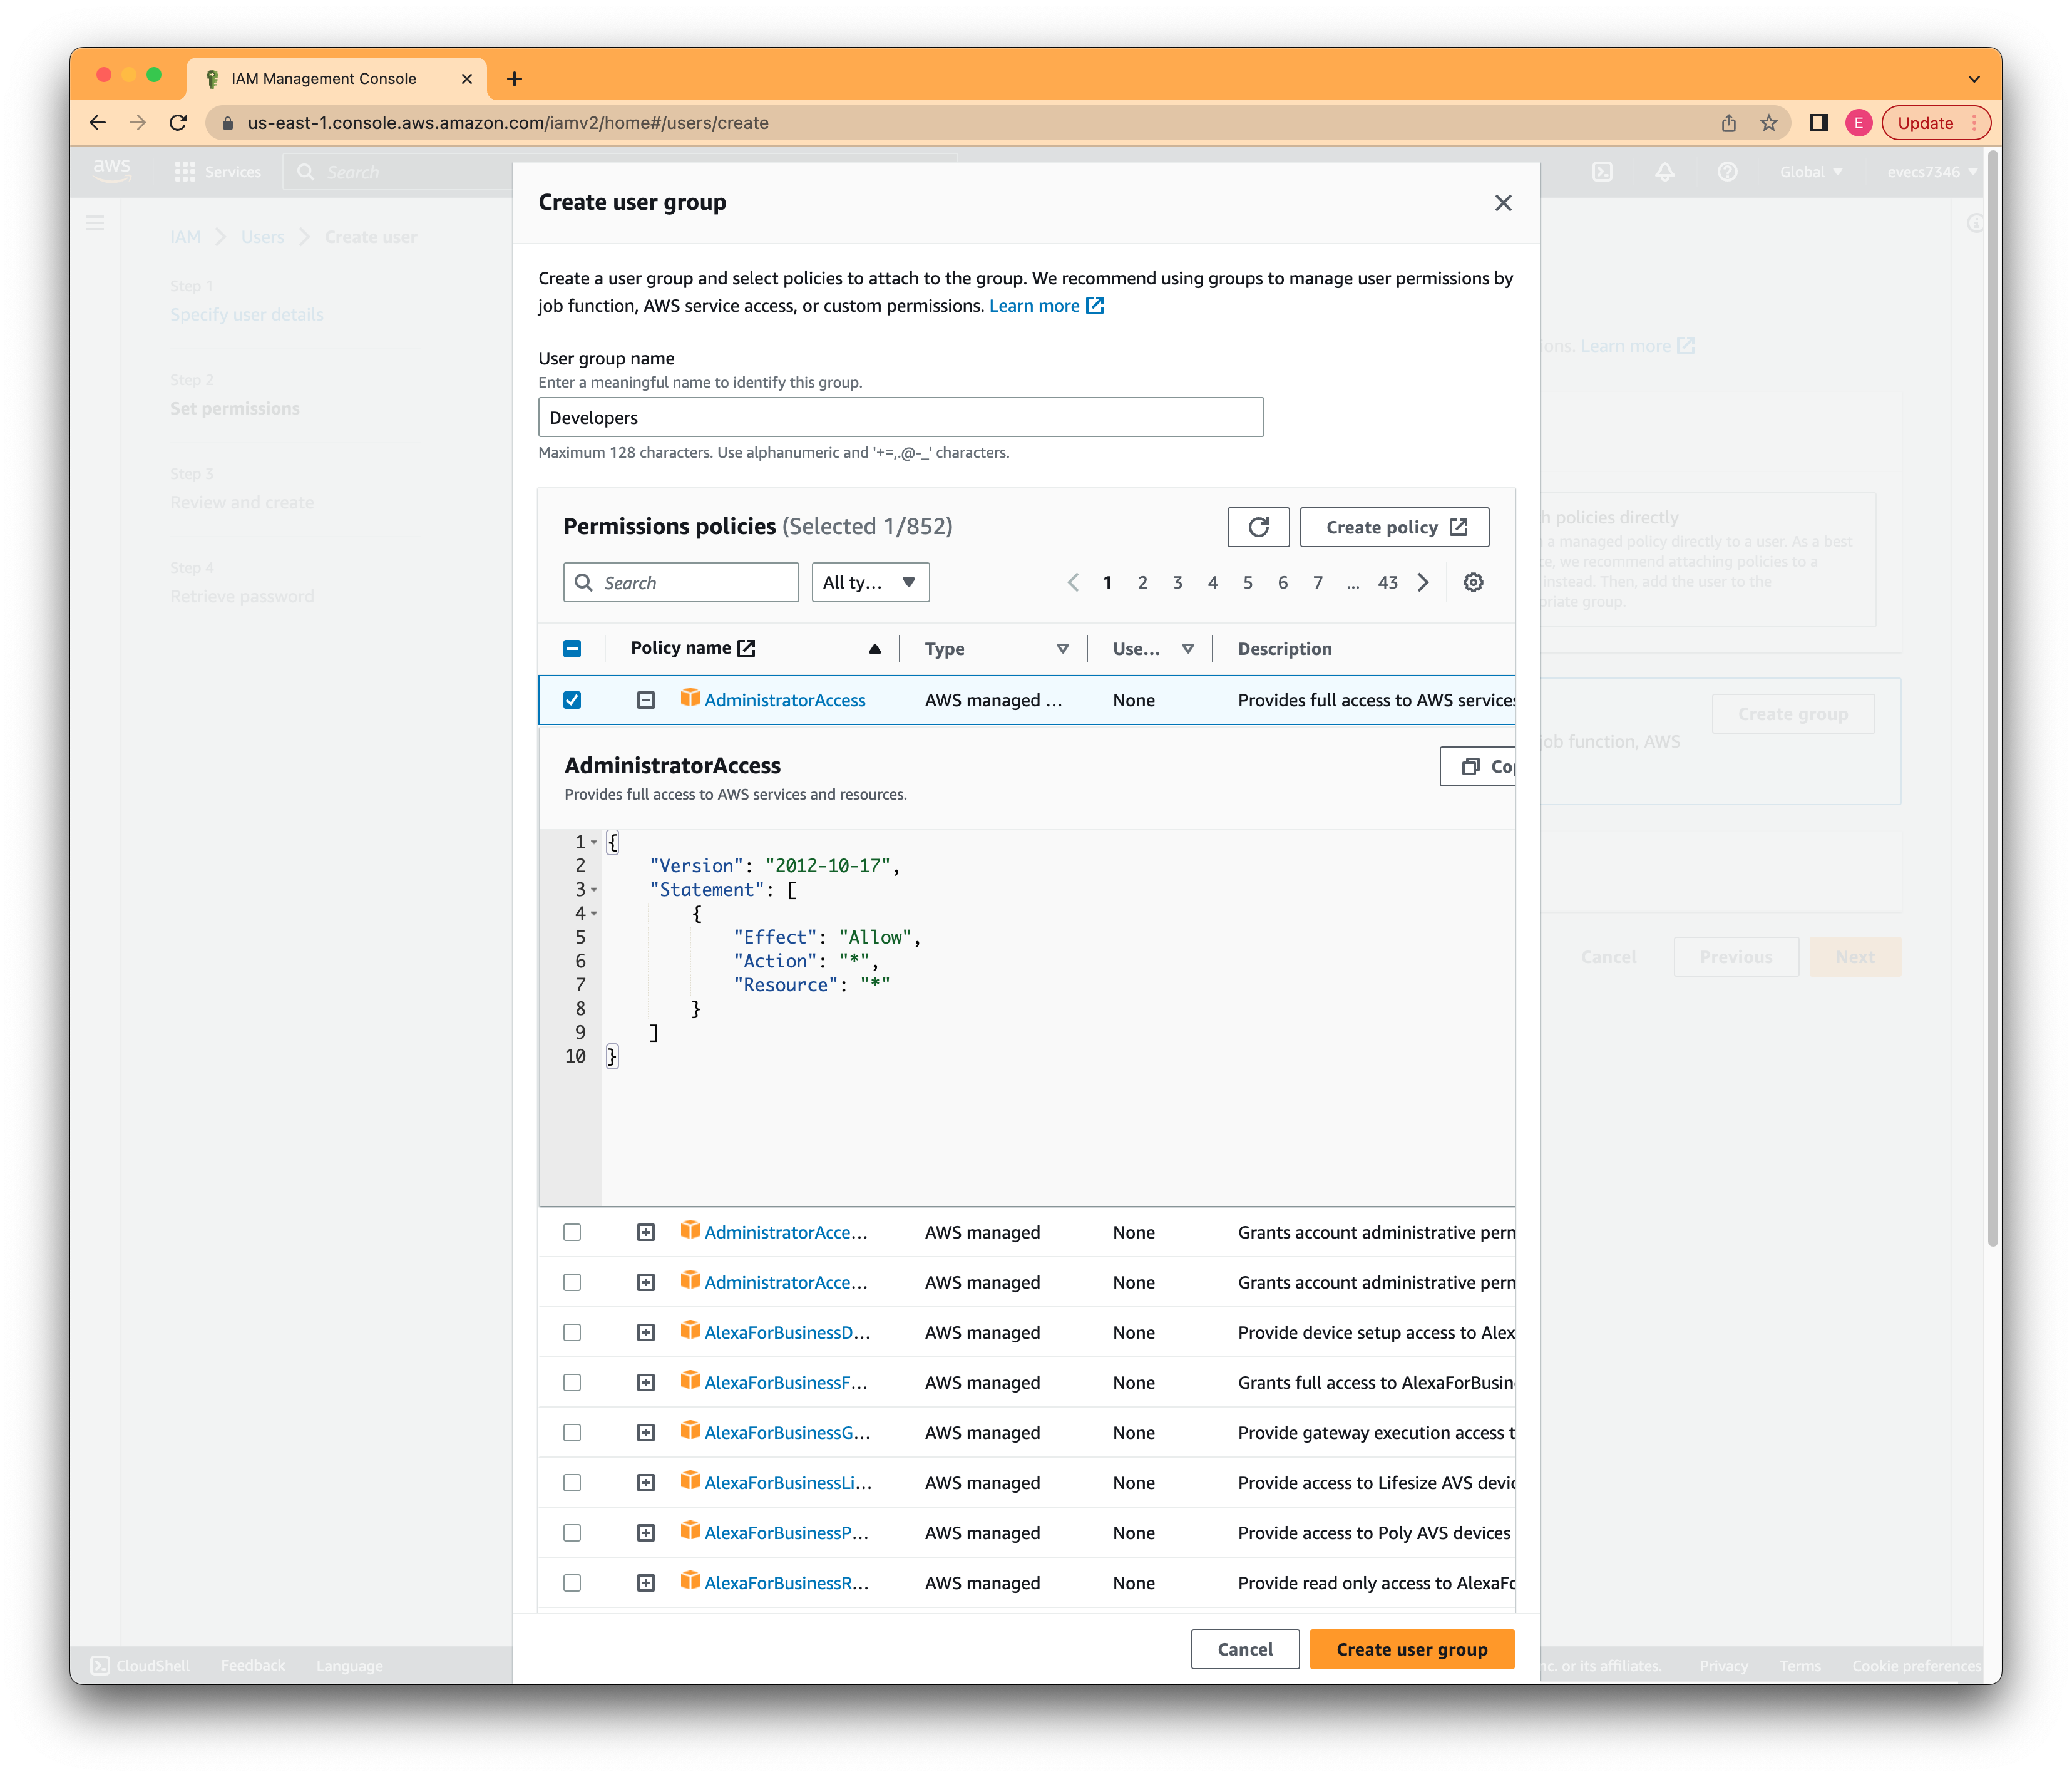 IAM Management Console
us-east-1.console.aws.amazon.com/iamv2/home#/users/create
E
Update
aws
Services
Search
Global
evecs7346
IAM
Users
Create user
Step 1
Specify user details
Step 2
Set permissions
Step 3
Review and create
Step 4
Retrieve password
Create user group
Create a user group and select policies to attach to the group. We recommend using groups to manage user permissions by
job function, AWS service access, or custom permissions. Learn more
User group name
Enter a meaningful name to identify this group.
Developers
Maximum 128 characters. Use alphanumeric and '+=,.@-_' characters.
Permissions policies (Selected 1/852)
Create policy
Search
All ty...
1 2 3 4 5 6 7 ... 43
Policy name
Type
Use...
Description
AdministratorAccess AWS managed ... None Provides full access to AWS services
AdministratorAccess
Provides full access to AWS services and resources.
Cop
1 {
2 "Version": "2012-10-17",
3 "Statement": [
4 {
5 "Effect": "Allow",
6 "Action": "*",
7 "Resource": "*"
8 }
9 ]
10 }
AdministratorAcce... AWS managed None Grants account administrative perm
AdministratorAcce... AWS managed None Grants account administrative perm
AlexaForBusinessD... AWS managed None Provide device setup access to Alex
AlexaForBusinessF... AWS managed None Grants full access to AlexaForBusin
AlexaForBusinessG... AWS managed None Provide gateway execution access t
AlexaForBusinessLi... AWS managed None Provide access to Lifesize AVS devic
AlexaForBusinessP... AWS managed None Provide access to Poly AVS devices
AlexaForBusinessR... AWS managed None Provide read only access to AlexaFo
Cancel
Create user group
ions. Learn more
h policies directly
a managed policy directly to a user. As a best
ce, we recommend attaching policies to a
instead. Then, add the user to the
priate group.
Create group
job function, AWS
Cancel
Previous
Next
CloudShell
Feedback
Language
nc. or its affiliates.
Privacy
Terms
Cookie preferences